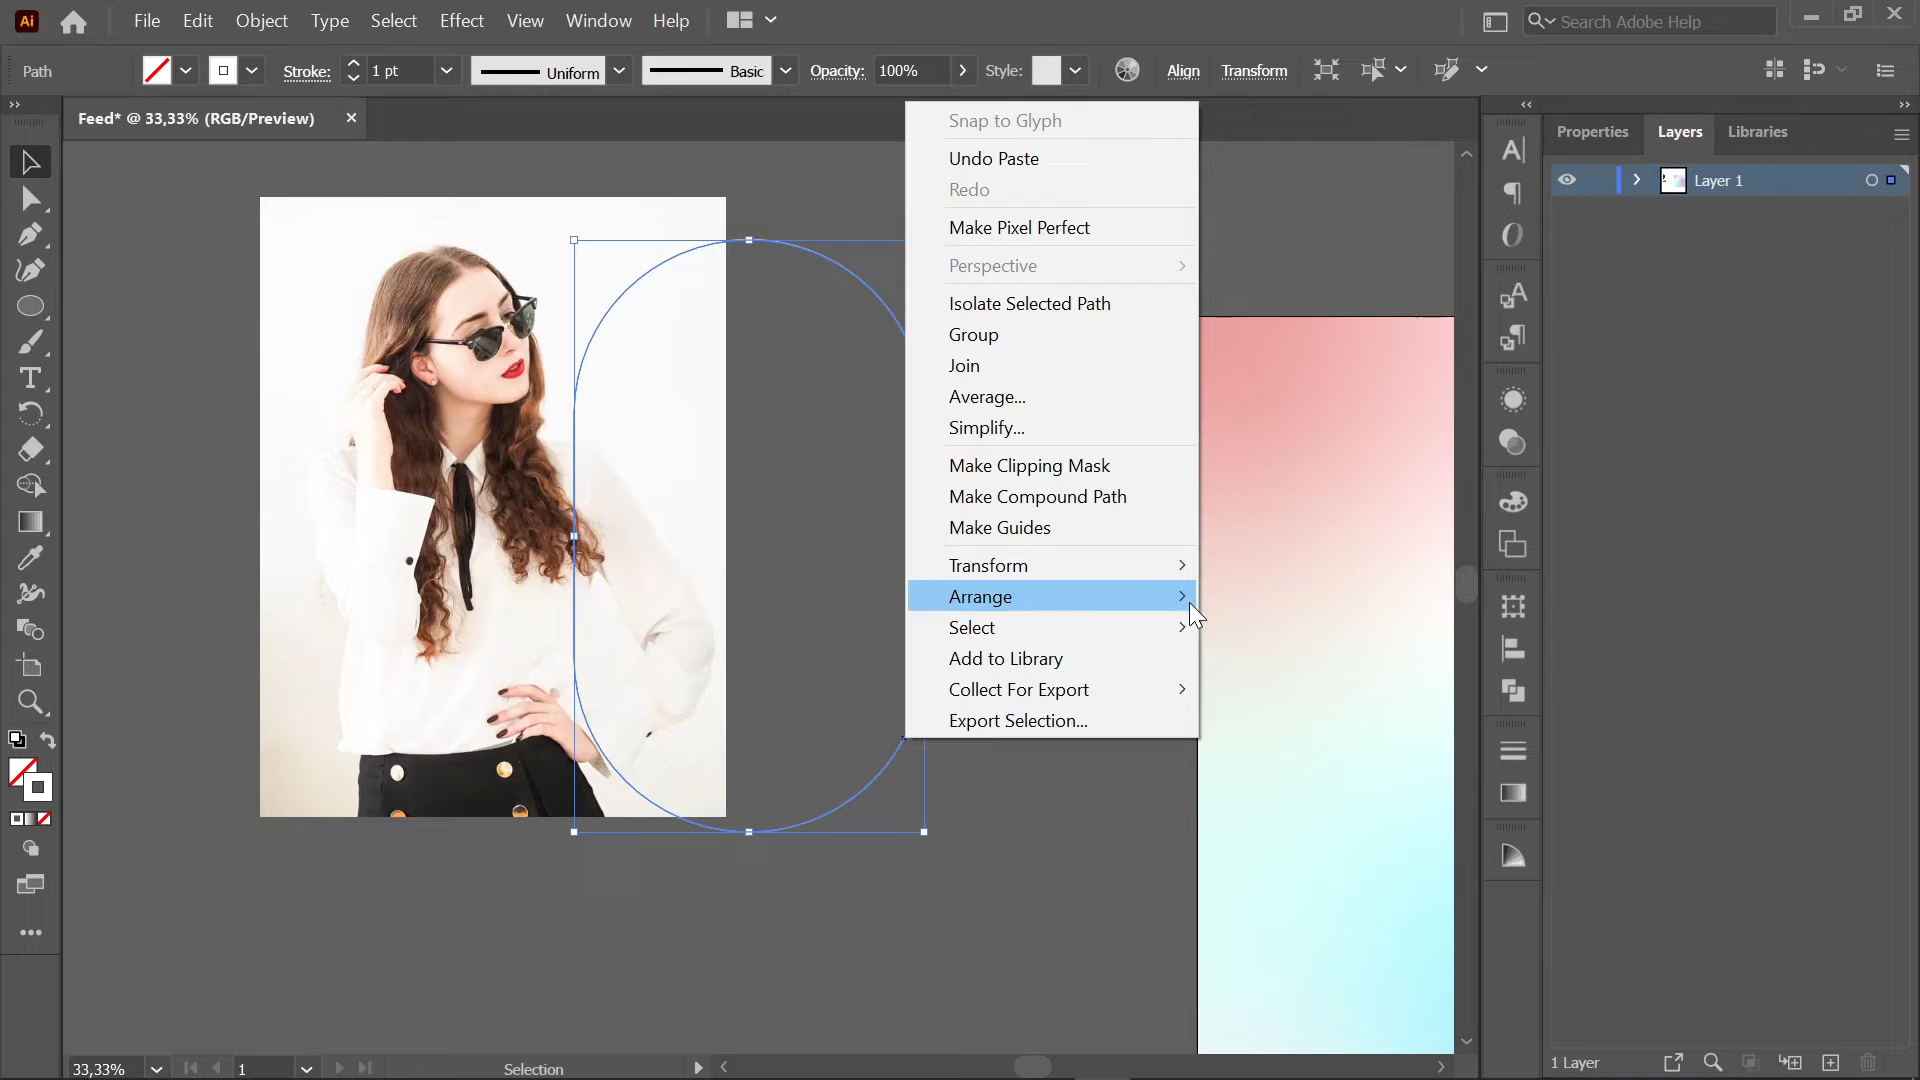 Ai File Edit Object Type Select Effect View Window Help Search Adobe Help
Path Stroke: 1 pt Uniform Basic Opacity: 100% Style: Align Transform
Feed* @ 33,33% (RGB/Preview)
Snap to Glyph
Undo Paste
Redo
Make Pixel Perfect
Perspective
Isolate Selected Path
Group
Join
Average...
Simplify...
Make Clipping Mask
Make Compound Path
Make Guides
Transform
Arrange
Select
Add to Library
Collect For Export
Export Selection...
Properties Layers Libraries
Layer 1
33,33% 1 Selection
1 Layer